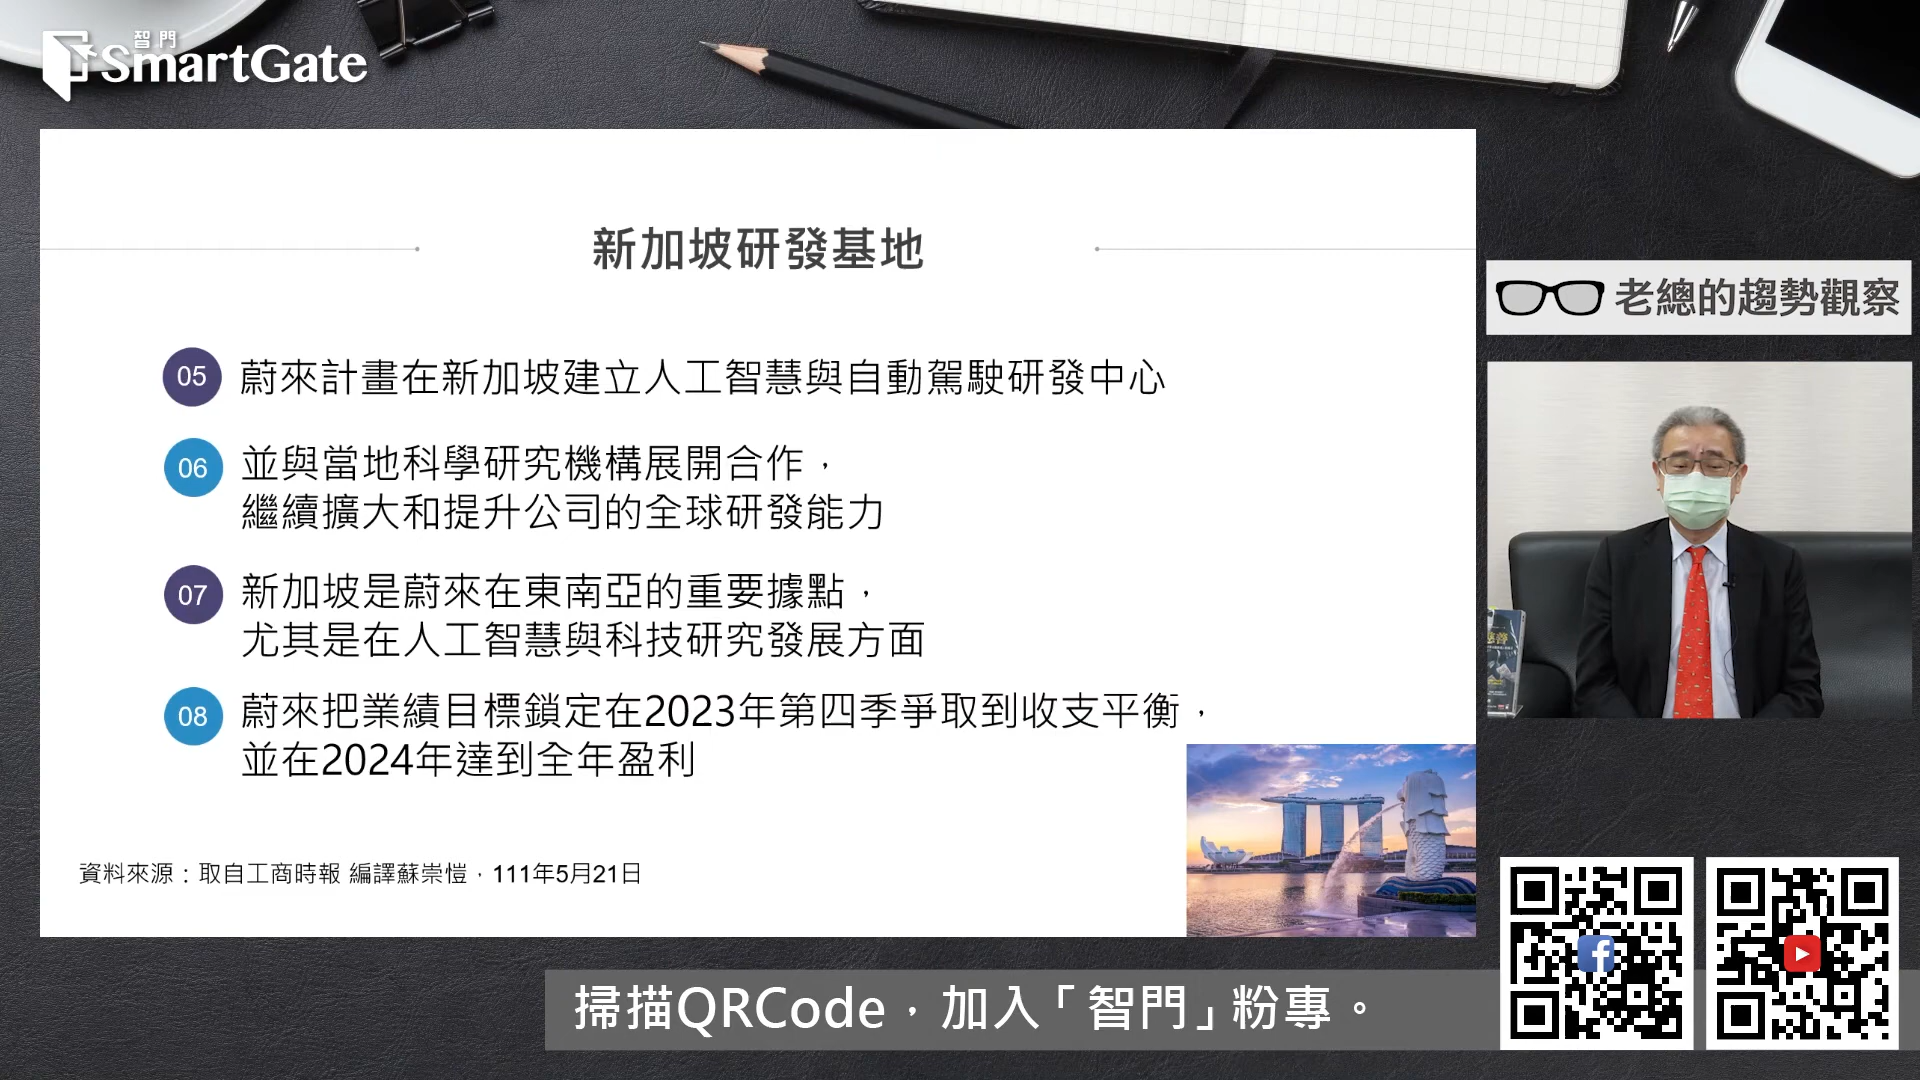 智門
SmartGate
新加坡研發基地
老總的趨勢觀察
05 蔚來計畫在新加坡建立人工智慧與自動駕駛研發中心
06 並與當地科學研究機構展開合作，
繼續擴大和提升公司的全球研發能力
07 新加坡是蔚來在東南亞的重要據點，
尤其是在人工智慧與科技研究發展方面
08 蔚來把業績目標鎖定在2023年第四季爭取到收支平衡，
並在2024年達到全年盈利
慈善
資料來源：取自工商時報 編譯蘇崇愷，111年5月21日
掃描QRCode，加入「智門」粉專。